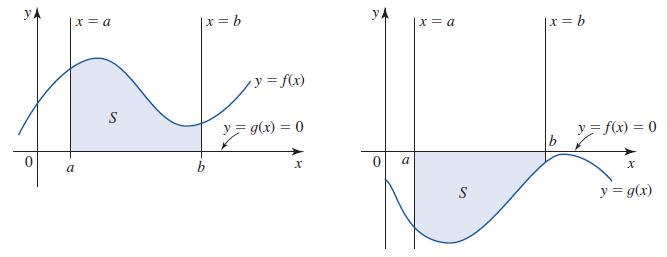 y x = a x = b
y = f(x)
S
y = g(x) = 0
0 a b x
y x = a x = b
y = f(x) = 0
b
0 a x
S
y = g(x)